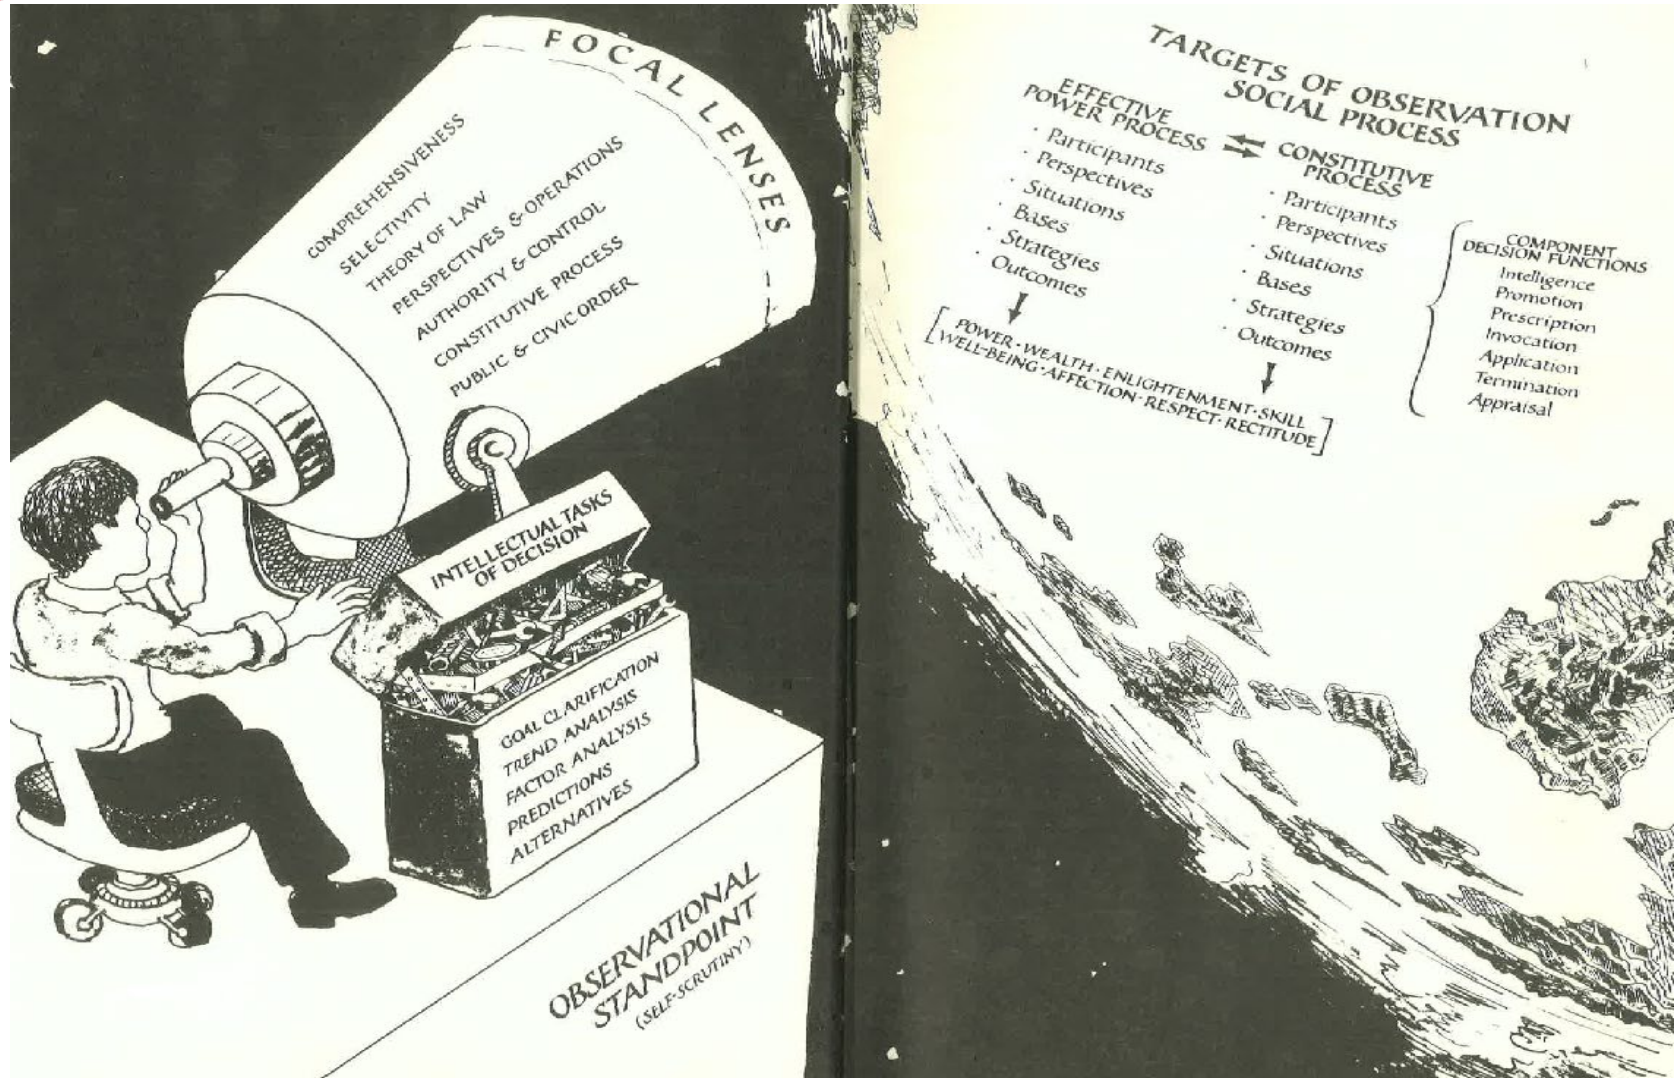 FOCAL LENSES
COMPREHENSIVENESS
SELECTIVITY
THEORY OF LAW
PERSPECTIVES & OPERATIONS
AUTHORITY & CONTROL
CONSTITUTIVE PROCESS
PUBLIC & CIVIC ORDER
INTELLECTUAL TASKS
OF DECISION
GOAL CLARIFICATION
TREND ANALYSIS
FACTOR ANALYSIS
PREDICTIONS
ALTERNATIVES
OBSERVATIONAL
STANDPOINT
(SELF-SCRUTINY)
TARGETS OF OBSERVATION
SOCIAL PROCESS
EFFECTIVE
POWER PROCESS
· Participants
· Perspectives
· Situations
· Bases
· Strategies
· Outcomes
CONSTITUTIVE
PROCESS
· Participants
· Perspectives
· Situations
· Bases
· Strategies
· Outcomes
COMPONENT
DECISION FUNCTIONS
Intelligence
Promotion
Prescription
Invocation
Application
Termination
Appraisal
[POWER · WEALTH · ENLIGHTENMENT · SKILL
WELL-BEING · AFFECTION · RESPECT · RECTITUDE]